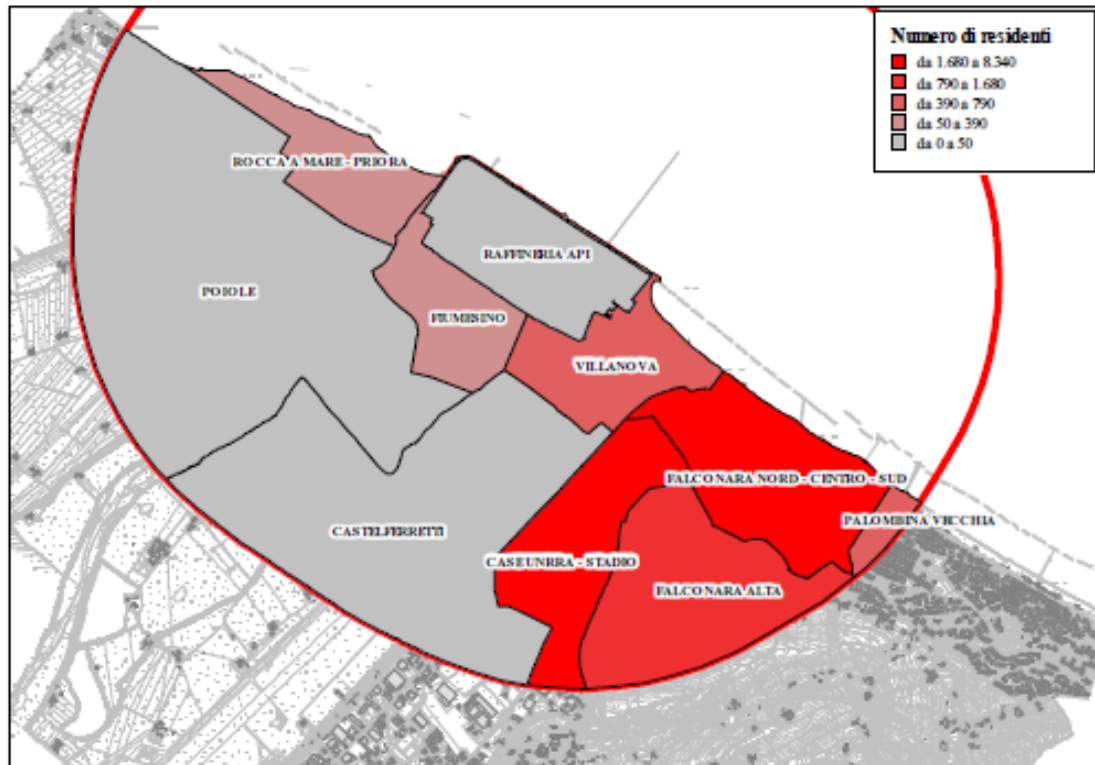 Numero di residenti
da 1.680 a 8.340
da 790 a 1.680
da 390 a 790
da 50 a 390
da 0 a 50
ROCCA A MARE - PRIORA
RAFFINERIA API
POIOLE
FIUMESINO
VILLANOVA
FALCONARA NORD - CENTRO - SUD
PALOMBINA VECCHIA
CASTELFERRETTI
CASEUNRRA - STADIO
FALCONARA ALTA